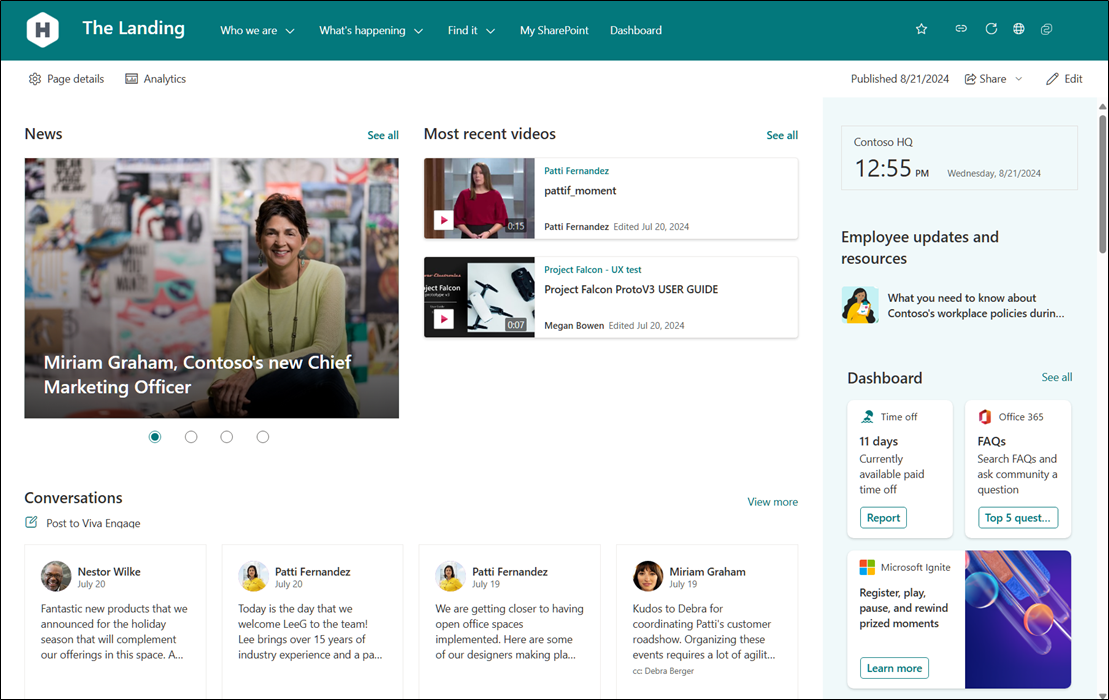 H
The Landing
Who we are
What's happening
Find it
My SharePoint
Dashboard
Page details
Analytics
Published 8/21/2024
Share
Edit
News
See all
Miriam Graham, Contoso's new Chief
Marketing Officer
Most recent videos
See all
0:15
Patti Fernandez
pattif_moment
Patti Fernandez Edited Jul 20, 2024
0:07
Project Falcon - UX test
Project Falcon ProtoV3 USER GUIDE
Megan Bowen Edited Jul 20, 2024
Contoso HQ
12:55 PM
Wednesday, 8/21/2024
Employee updates and
resources
What you need to know about
Contoso's workplace policies durin...
Dashboard
See all
Time off
11 days
Currently
available paid
time off
Report
Office 365
FAQs
Search FAQs and
ask community a
question
Top 5 quest...
Microsoft Ignite
Register, play,
pause, and rewind
prized moments
Learn more
Conversations
View more
Post to Viva Engage
Nestor Wilke
July 20
Fantastic new products that we
announced for the holiday
season that will complement
our offerings in this space. A...
Patti Fernandez
July 20
Today is the day that we
welcome LeeG to the team!
Lee brings over 15 years of
industry experience and a pa...
Patti Fernandez
July 19
We are getting closer to having
open office spaces
implemented. Here are some
of our designers making pla...
Miriam Graham
July 19
Kudos to Debra for
coordinating Patti's customer
roadshow. Organizing these
events requires a lot of agilit...
cc: Debra Berger